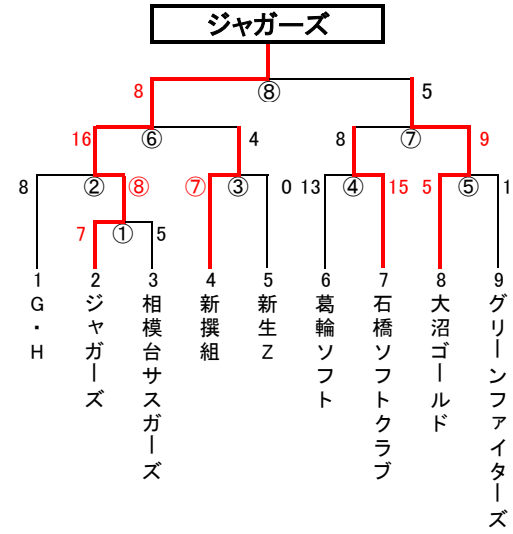 ジャガーズ
8 ⑧ 5
16 ⑥ 4 8 ⑦ 9
8 ② ⑧ ⑦ ③ 0 13 ④ 15 5 ⑤ 1
7 ① 5
1 2 3 4 5 6 7 8 9
G・H
ジャガーズ
相模台サスガーズ
新撰組
新生Z
葛輪ソフト
石橋ソフトクラブ
大沼ゴールド
グリーンファイターズ